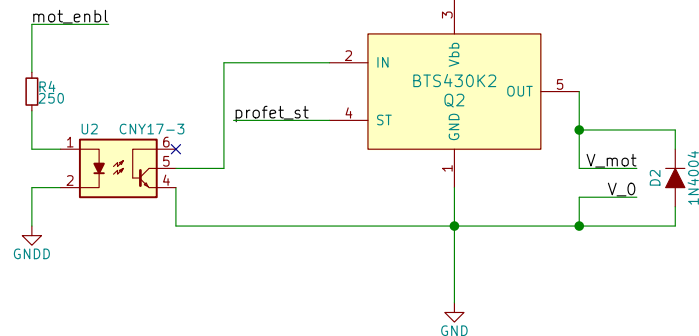 mot_enbl
R4
250
U2 CNY17-3
1
2
6
5
4
GNDD
3
Vbb
2 IN
BTS430K2
Q2
OUT 5
profet_st
4 ST
GND
1
V_mot
V_0
D2
1N4004
GND